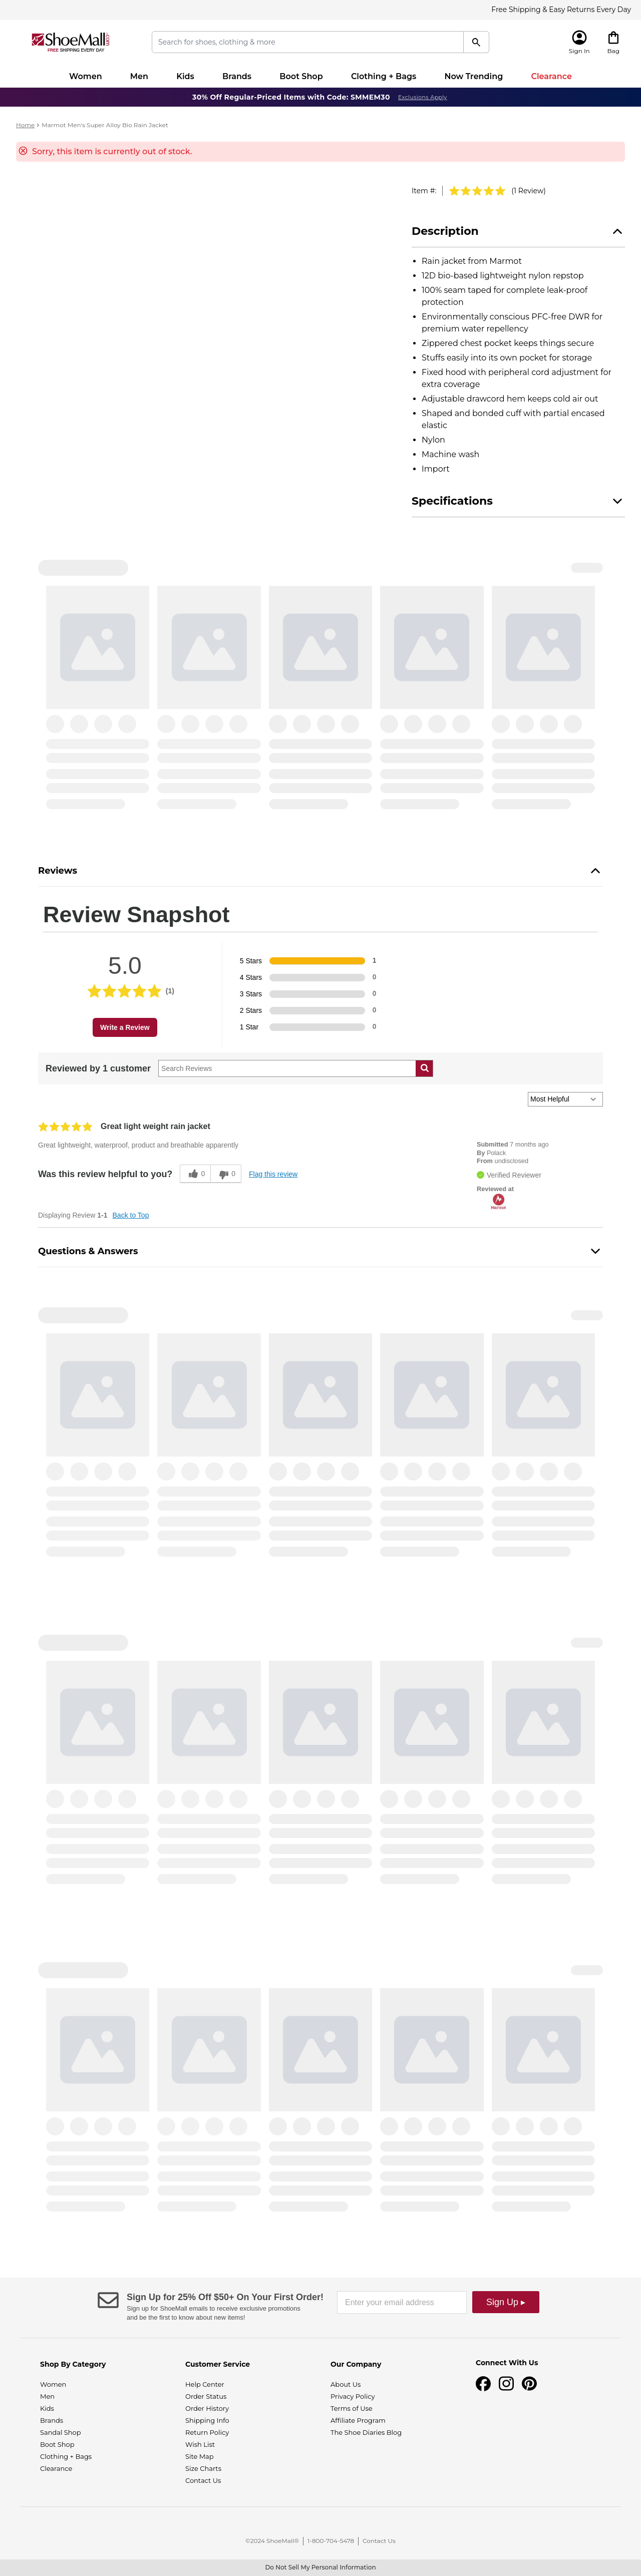 Free Shipping & Easy Returns Every Day
ShoeMall
FREE SHIPPING EVERY DAY
Search for shoes, clothing & more
Sign In
Bag
Women
Men
Kids
Brands
Boot Shop
Clothing + Bags
Now Trending
Clearance
30% Off Regular-Priced Items with Code: SMMEM30 Exclusions Apply
Home > Marmot Men's Super Alloy Bio Rain Jacket
Sorry, this item is currently out of stock.
Item #: (1 Review)
Description
Rain jacket from Marmot
12D bio-based lightweight nylon repstop
100% seam taped for complete leak-proof
protection
Environmentally conscious PFC-free DWR for
premium water repellency
Zippered chest pocket keeps things secure
Stuffs easily into its own pocket for storage
Fixed hood with peripheral cord adjustment for
extra coverage
Adjustable drawcord hem keeps cold air out
Shaped and bonded cuff with partial encased
elastic
Nylon
Machine wash
Import
Specifications
Reviews
Review Snapshot
5.0
(1)
Write a Review
5 Stars 1
4 Stars 0
3 Stars 0
2 Stars 0
1 Star 0
Reviewed by 1 customer
Search Reviews
Most Helpful
Great light weight rain jacket
Great lightweight, waterproof, product and breathable apparently
Submitted 7 months ago
By Polack
From undisclosed
Verified Reviewer
Reviewed at
Marmot
Was this review helpful to you? 0 0 Flag this review
Displaying Review 1-1 Back to Top
Questions & Answers
Sign Up for 25% Off $50+ On Your First Order!
Sign up for ShoeMall emails to receive exclusive promotions
and be the first to know about new items!
Enter your email address
Sign Up ▸
Shop By Category
Women
Men
Kids
Brands
Sandal Shop
Boot Shop
Clothing + Bags
Clearance
Customer Service
Help Center
Order Status
Order History
Shipping Info
Return Policy
Wish List
Site Map
Size Charts
Contact Us
Our Company
About Us
Privacy Policy
Terms of Use
Affiliate Program
The Shoe Diaries Blog
Connect With Us
©2024 ShoeMall® | 1-800-704-5478 | Contact Us
Do Not Sell My Personal Information